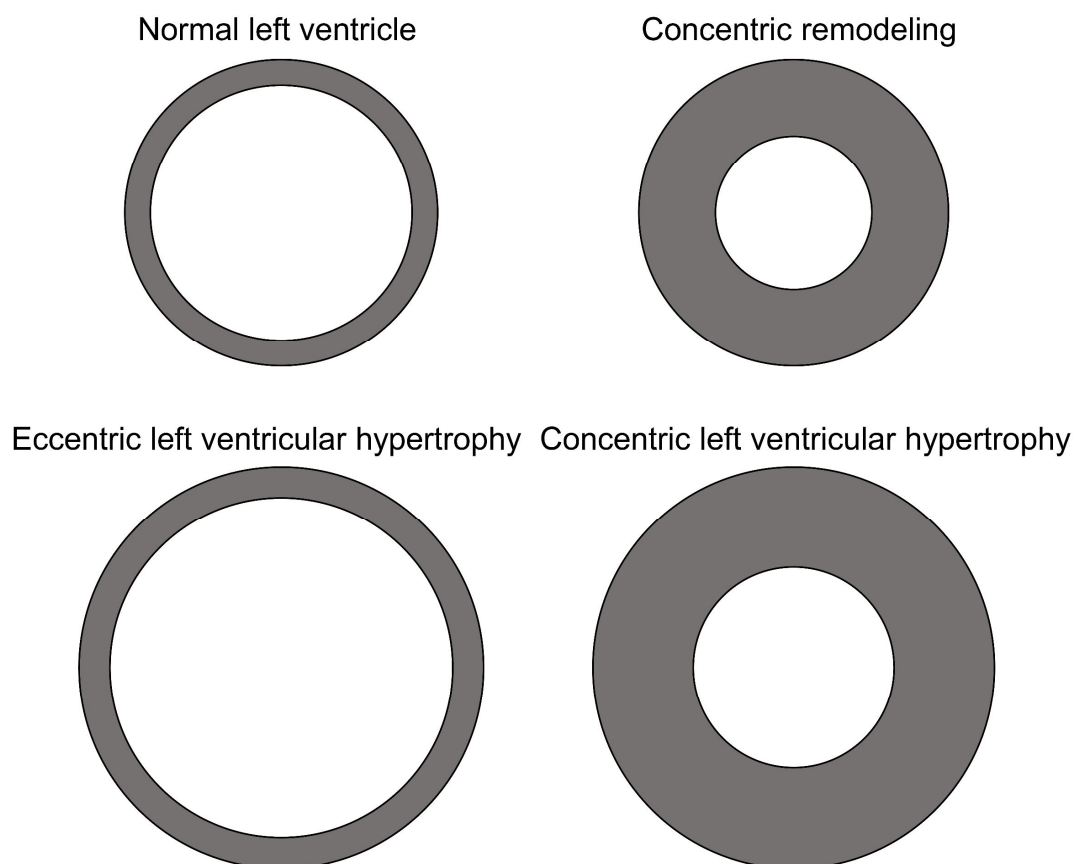 Normal left ventricle
Concentric remodeling
Eccentric left ventricular hypertrophy
Concentric left ventricular hypertrophy